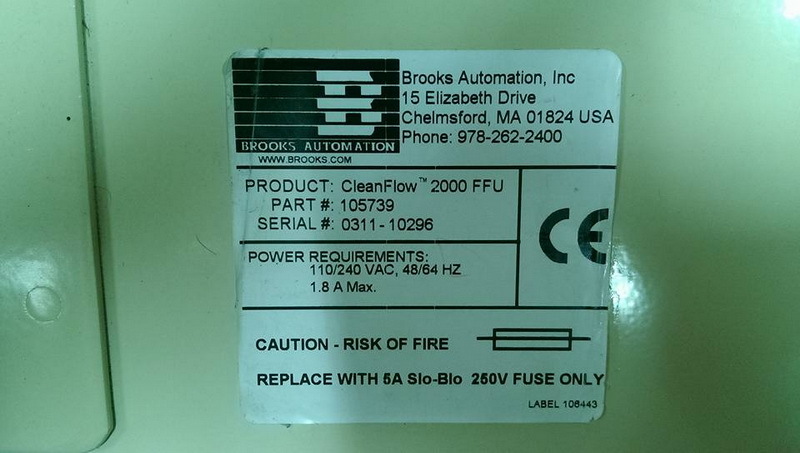 Brooks Automation, Inc
15 Elizabeth Drive
Chelmsford, MA 01824 USA
Phone: 978-262-2400
B
BROOKS AUTOMATION
WWW.BROOKS.COM
PRODUCT: CleanFlow™ 2000 FFU
PART #: 105739
SERIAL #: 0311-10296
CE
POWER REQUIREMENTS:
110/240 VAC, 48/64 HZ
1.8 A Max.
CAUTION - RISK OF FIRE
REPLACE WITH 5A Slo-Blo 250V FUSE ONLY
LABEL 106443